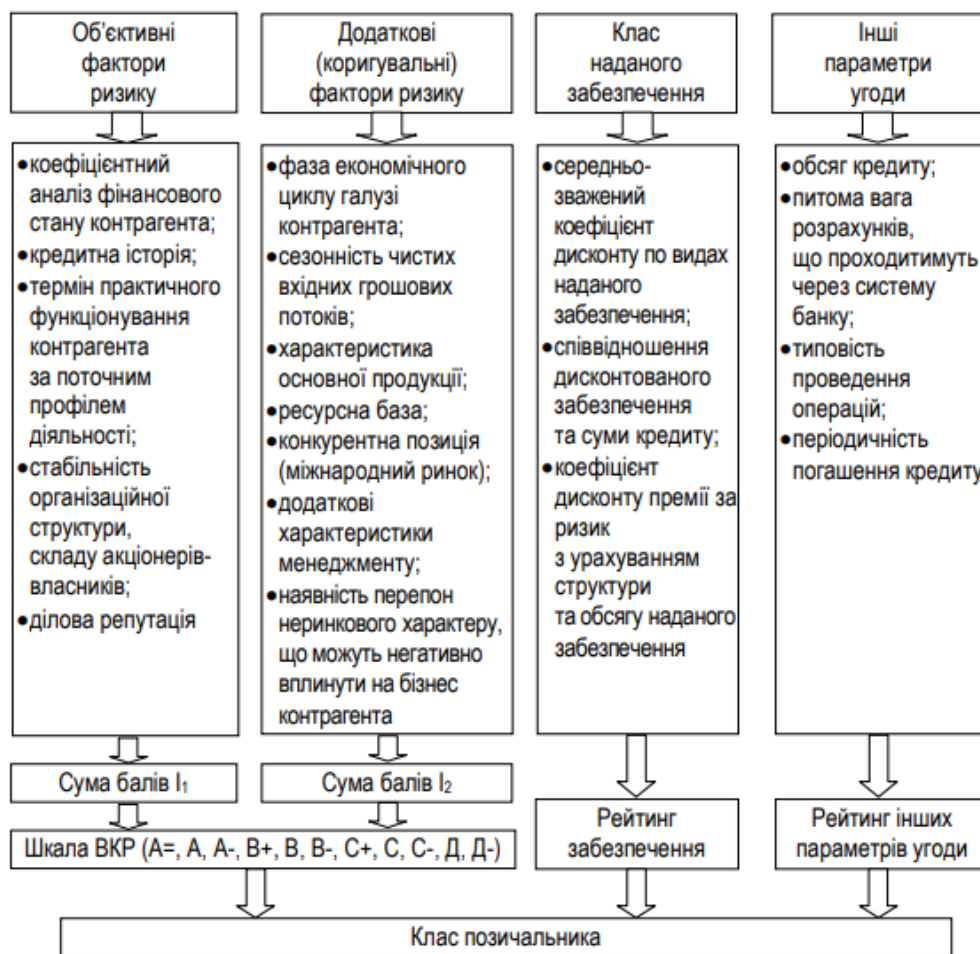 Об’єктивні
фактори
ризику
Додаткові
(коригувальні)
фактори ризику
Клас
наданого
забезпечення
Інші
параметри
угоди
•коефіцієнтний
аналіз фінансового
стану контрагента;
•кредитна історія;
•термін практичного
функціонування
контрагента
за поточним
профілем
діяльності;
•стабільність
організаційної
структури,
складу акціонерів-
власників;
•ділова репутація
•фаза економічного
циклу галузі
контрагента;
•сезонність чистих
вхідних грошових
потоків;
•характеристика
основної продукції;
•ресурсна база;
•конкурентна позиція
(міжнародний ринок);
•додаткові
характеристики
менеджменту;
•наявність перепон
неринкового характеру,
що можуть негативно
вплинути на бізнес
контрагента
•середньо-
зважений
коефіцієнт
дисконту по видах
наданого
забезпечення;
•співвідношення
дисконтованого
забезпечення
та суми кредиту;
•коефіцієнт
дисконту премії за
ризик
з урахуванням
структури
та обсягу наданого
забезпечення
•обсяг кредиту;
•питома вага
розрахунків,
що проходитимуть
через систему
банку;
•типовість
проведення
операцій;
•періодичність
погашення кредиту
Сума балів I₁
Сума балів I₂
Шкала ВКР (А=, А, А-, В+, В, В-, С+, С, С-, Д, Д-)
Рейтинг
забезпечення
Рейтинг інших
параметрів угоди
Клас позичальника